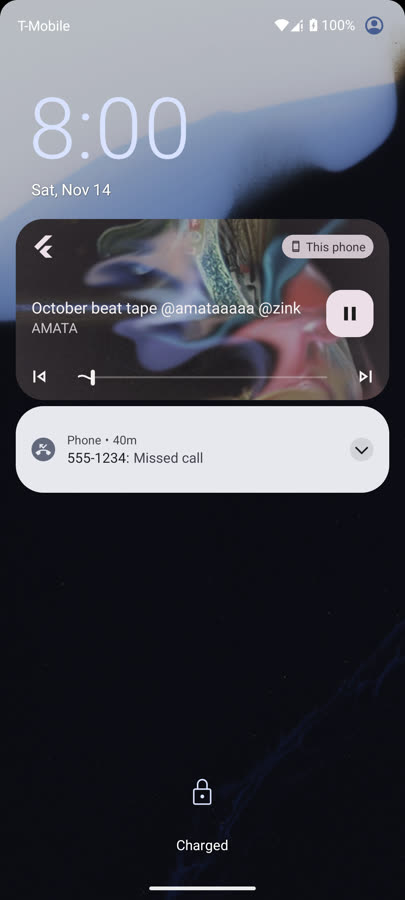 T-Mobile
100%
8:00
Sat, Nov 14
This phone
October beat tape @amataaaaa @zink
AMATA
Phone • 40m
555-1234: Missed call
Charged